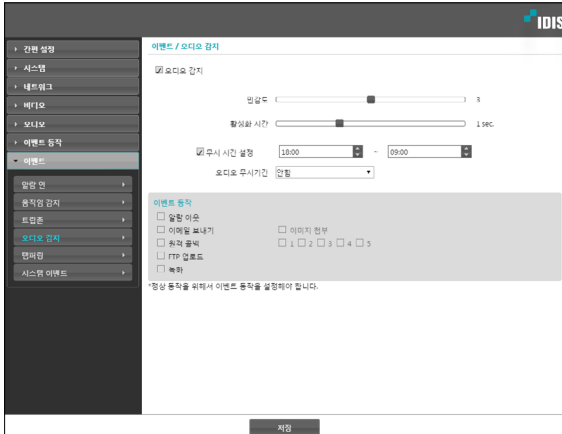 IDIS
간편 설정
시스템
네트워크
비디오
오디오
이벤트 동작
이벤트
알람 인
움직임 감지
트립존
오디오 감지
탬퍼링
시스템 이벤트
이벤트 / 오디오 감지
오디오 감지
민감도 3
활성화 시간 1 sec.
무시 시간 설정 18:00 ~ 09:00
오디오 무시기간 안함
이벤트 동작
알람 아웃
이메일 보내기 이미지 첨부
원격 콜백 1 2 3 4 5
FTP 업로드
녹화
*정상 동작을 위해서 이벤트 동작을 설정해야 합니다.
저장